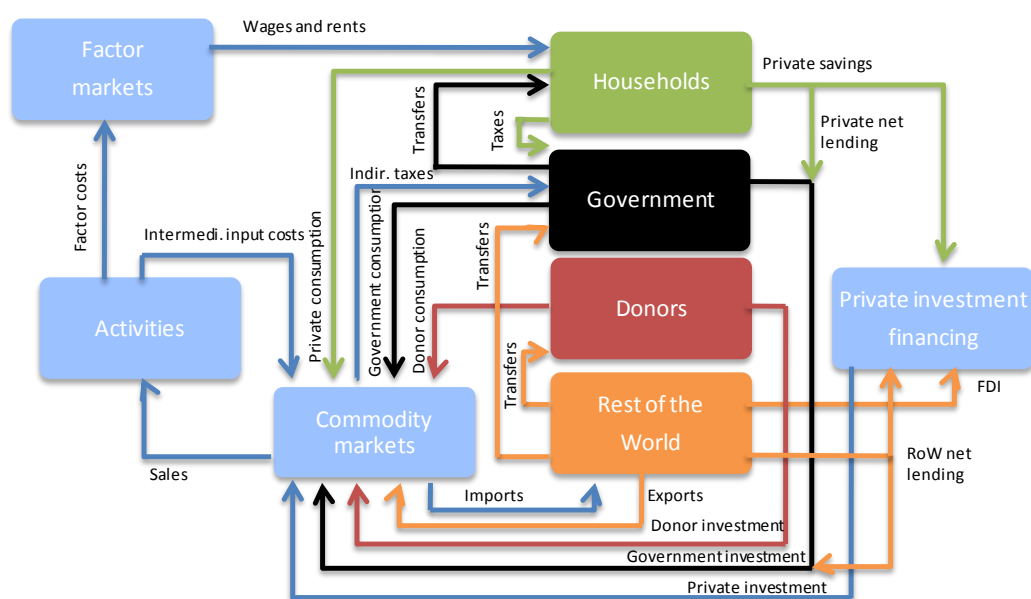 Wages and rents
Factor
markets
Households
Private savings
Transfers
Taxes
Private net
lending
Indir. taxes
Government
Factor costs
Intermedi. input costs
Private consumption
Government consumption
Donor consumption
Transfers
Activities
Donors
Private investment
financing
Transfers
FDI
Commodity
markets
Rest of the
World
Sales
RoW net
lending
Imports
Exports
Donor investment
Government investment
Private investment